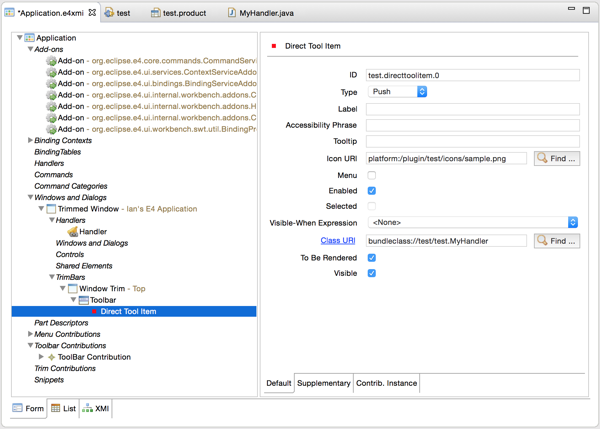 *Application.e4xmi
test
test.product
MyHandler.java
Application
Add-ons
Add-on - org.eclipse.e4.core.commands.CommandServi
Add-on - org.eclipse.e4.ui.services.ContextServiceAddo
Add-on - org.eclipse.e4.ui.bindings.BindingServiceAddo
Add-on - org.eclipse.e4.ui.internal.workbench.addons.C
Add-on - org.eclipse.e4.ui.internal.workbench.addons.H
Add-on - org.eclipse.e4.ui.internal.workbench.addons.C
Add-on - org.eclipse.e4.ui.workbench.swt.util.BindingPr
Binding Contexts
BindingTables
Handlers
Commands
Command Categories
Windows and Dialogs
Trimmed Window - Ian's E4 Application
Handlers
Handler
Windows and Dialogs
Controls
Shared Elements
TrimBars
Window Trim - Top
Toolbar
Direct Tool Item
Part Descriptors
Menu Contributions
Toolbar Contributions
ToolBar Contribution
Trim Contributions
Snippets
Direct Tool Item
ID test.directtoolitem.0
Type Push
Label
Accessibility Phrase
Tooltip
Icon URI platform:/plugin/test/icons/sample.png Find ...
Menu
Enabled
Selected
Visible-When Expression <None>
Class URI bundleclass://test/test.MyHandler Find ...
To Be Rendered
Visible
Default Supplementary Contrib. Instance
Form List XMI